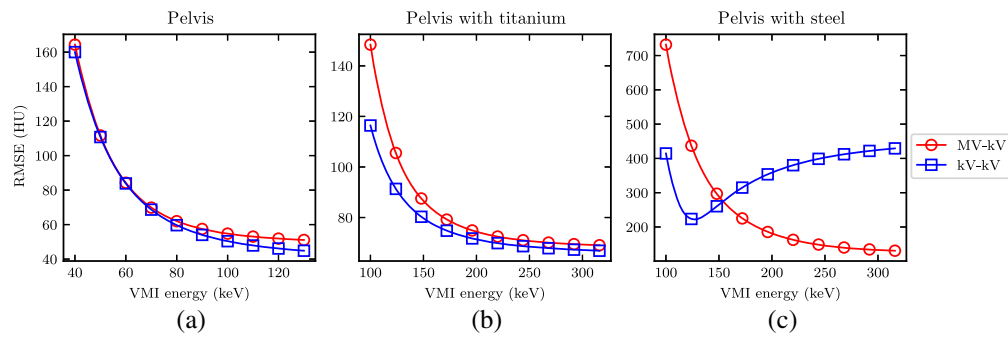 Pelvis
Pelvis with titanium
Pelvis with steel
RMSE (HU)
160
140
120
100
80
60
40
40
60
80
100
120
VMI energy (keV)
(a)
140
120
100
80
100
150
200
250
300
VMI energy (keV)
(b)
700
600
500
400
300
200
100
150
200
250
300
VMI energy (keV)
(c)
MV-kV
kV-kV